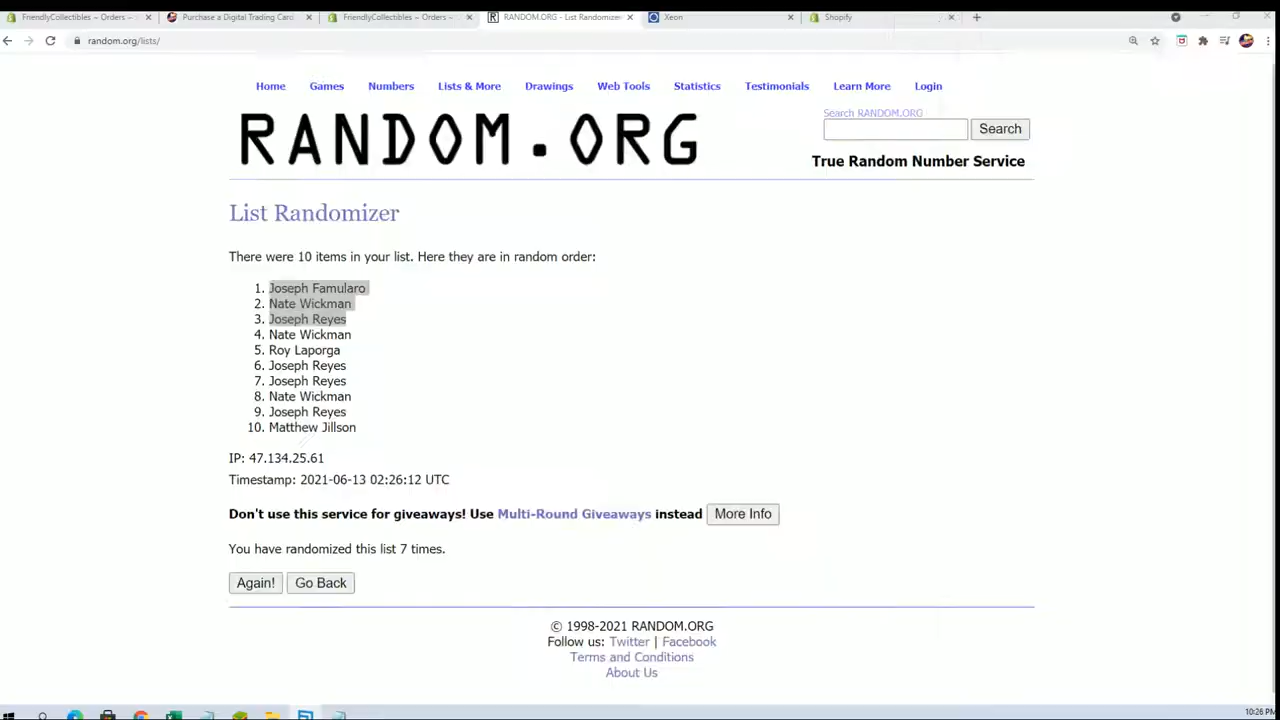 FriendlyCollectibles ~ Orders ~
Purchase a Digital Trading Card
FriendlyCollectibles ~ Orders ~
RANDOM.ORG - List Randomizer
Xeon
Shopify
random.org/lists/
Home Games Numbers Lists & More Drawings Web Tools Statistics Testimonials Learn More Login
Search RANDOM.ORG
RANDOM.ORG
Search
True Random Number Service
List Randomizer
There were 10 items in your list. Here they are in random order:
1. Joseph Famularo
2. Nate Wickman
3. Joseph Reyes
4. Nate Wickman
5. Roy Laporga
6. Joseph Reyes
7. Joseph Reyes
8. Nate Wickman
9. Joseph Reyes
10. Matthew Jillson
IP: 47.134.25.61
Timestamp: 2021-06-13 02:26:12 UTC
Don't use this service for giveaways! Use Multi-Round Giveaways instead More Info
You have randomized this list 7 times.
Again! Go Back
© 1998-2021 RANDOM.ORG
Follow us: Twitter | Facebook
Terms and Conditions
About Us
10:26 PM